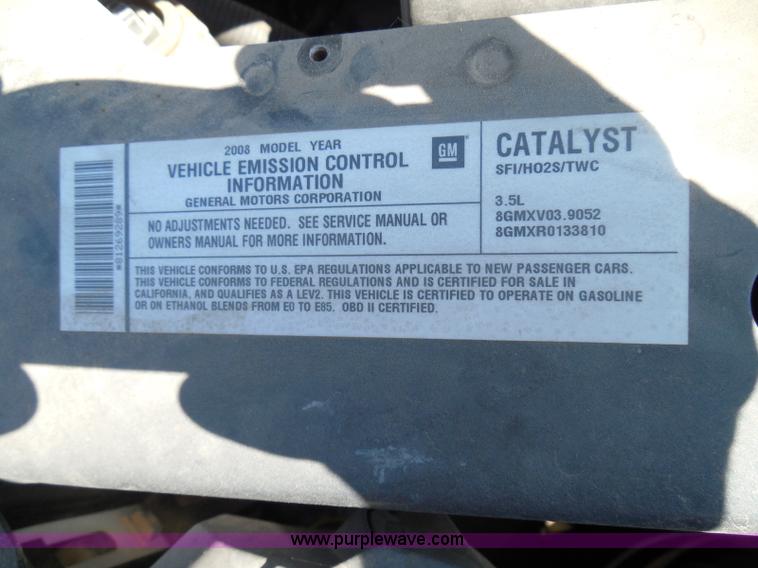 *81269289*
2008 MODEL YEAR
VEHICLE EMISSION CONTROL
INFORMATION
GENERAL MOTORS CORPORATION
GM
NO ADJUSTMENTS NEEDED. SEE SERVICE MANUAL OR
OWNERS MANUAL FOR MORE INFORMATION.
CATALYST
SFI/HO2S/TWC
3.5L
8GMXV03.9052
8GMXR0133810
THIS VEHICLE CONFORMS TO U.S. EPA REGULATIONS APPLICABLE TO NEW PASSENGER CARS.
THIS VEHICLE CONFORMS TO FEDERAL REGULATIONS AND IS CERTIFIED FOR SALE IN
CALIFORNIA, AND QUALIFIES AS A LEV2. THIS VEHICLE IS CERTIFIED TO OPERATE ON GASOLINE
OR ON ETHANOL BLENDS FROM E0 TO E85. OBD II CERTIFIED.
www.purplewave.com